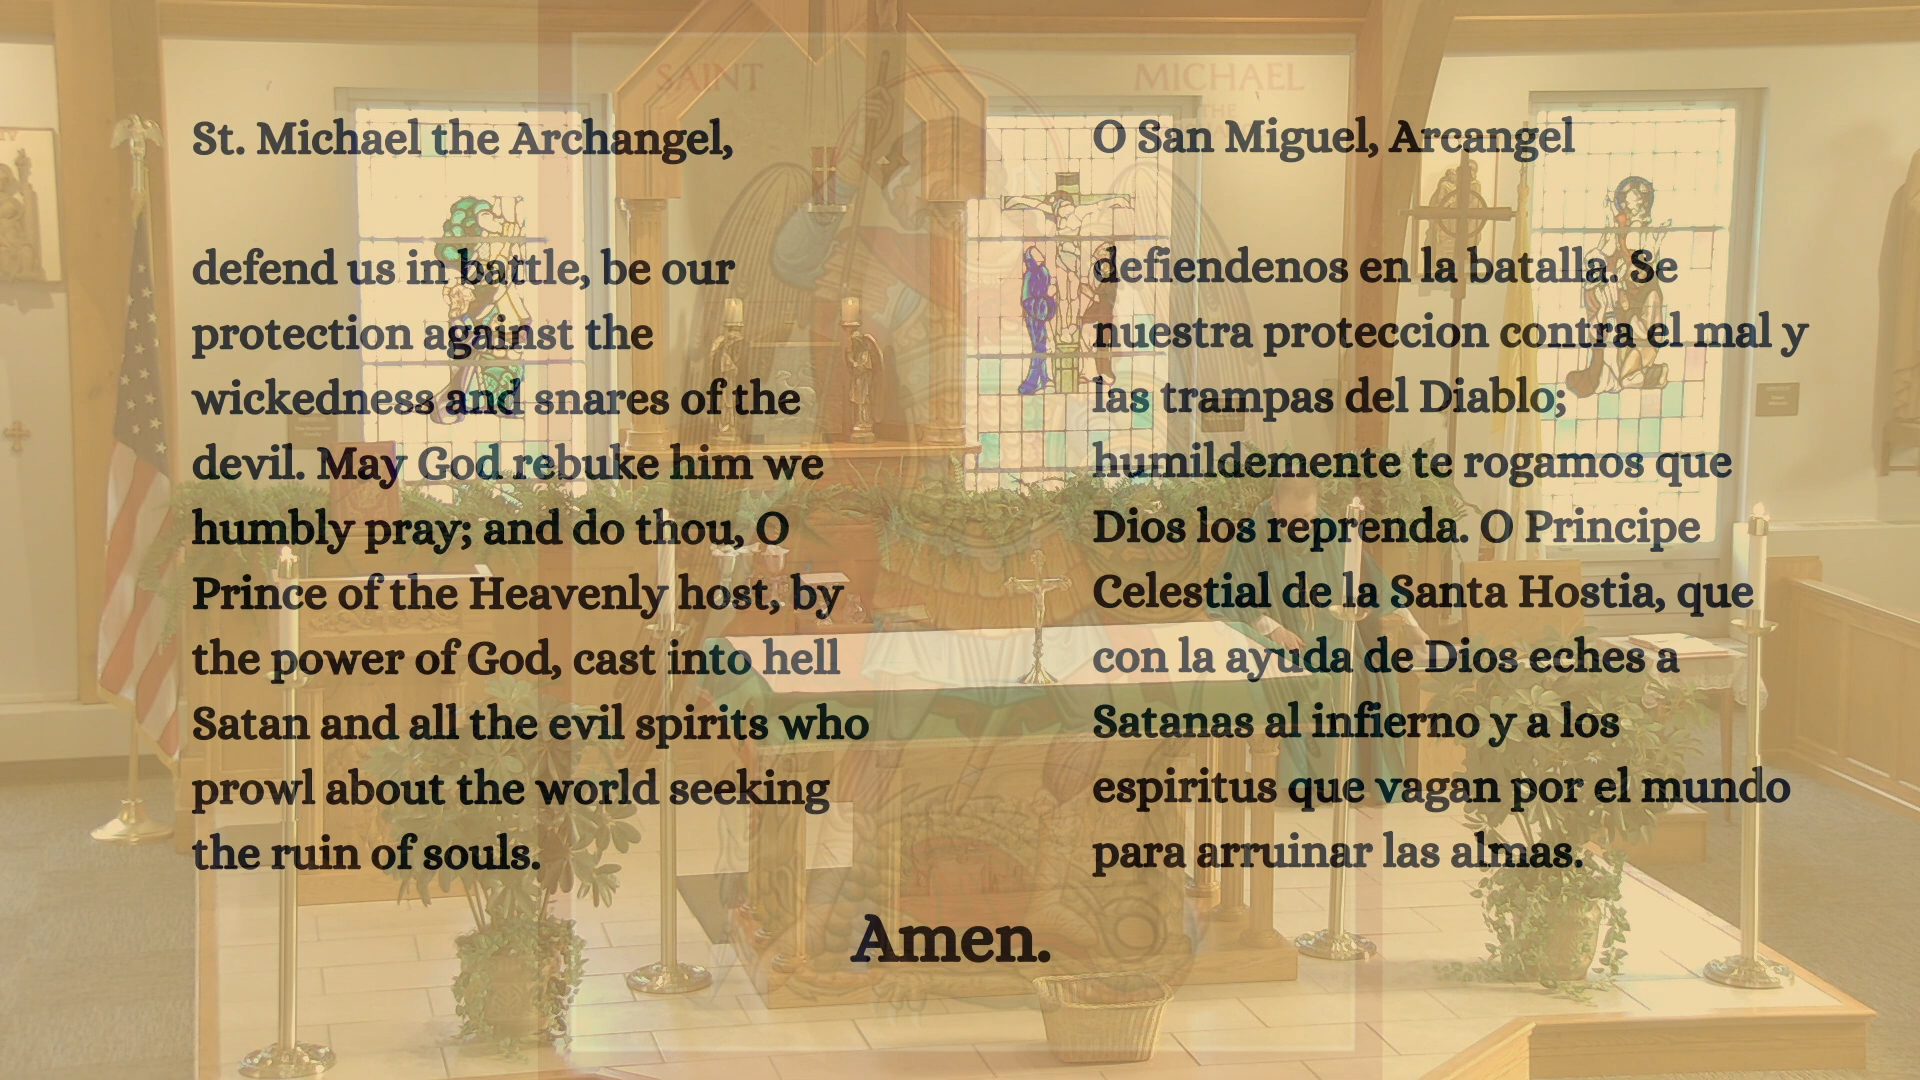 SAINT MICHAEL
THE
St. Michael the Archangel,
defend us in battle, be our
protection against the
wickedness and snares of the
devil. May God rebuke him we
humbly pray; and do thou, O
Prince of the Heavenly host, by
the power of God, cast into hell
Satan and all the evil spirits who
prowl about the world seeking
the ruin of souls.
O San Miguel, Arcangel
defiendenos en la batalla. Se
nuestra proteccion contra el mal y
las trampas del Diablo;
humildemente te rogamos que
Dios los reprenda. O Principe
Celestial de la Santa Hostia, que
con la ayuda de Dios eches a
Satanas al infierno y a los
espiritus que vagan por el mundo
para arruinar las almas.
Amen.